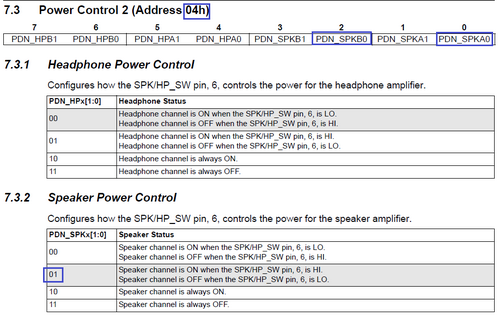 7.3 Power Control 2 (Address 04h)
7 6 5 4 3 2 1 0
PDN_HPB1 PDN_HPB0 PDN_HPA1 PDN_HPA0 PDN_SPKB1 PDN_SPKB0 PDN_SPKA1 PDN_SPKA0
7.3.1 Headphone Power Control
Configures how the SPK/HP_SW pin, 6, controls the power for the headphone amplifier.
PDN_HPx[1:0] Headphone Status
00 Headphone channel is ON when the SPK/HP_SW pin, 6, is LO.
Headphone channel is OFF when the SPK/HP_SW pin, 6, is HI.
01 Headphone channel is ON when the SPK/HP_SW pin, 6, is HI.
Headphone channel is OFF when the SPK/HP_SW pin, 6, is LO.
10 Headphone channel is always ON.
11 Headphone channel is always OFF.
7.3.2 Speaker Power Control
Configures how the SPK/HP_SW pin, 6, controls the power for the speaker amplifier.
PDN_SPKx[1:0] Speaker Status
00 Speaker channel is ON when the SPK/HP_SW pin, 6, is LO.
Speaker channel is OFF when the SPK/HP_SW pin, 6, is HI.
01 Speaker channel is ON when the SPK/HP_SW pin, 6, is HI.
Speaker channel is OFF when the SPK/HP_SW pin, 6, is LO.
10 Speaker channel is always ON.
11 Speaker channel is always OFF.